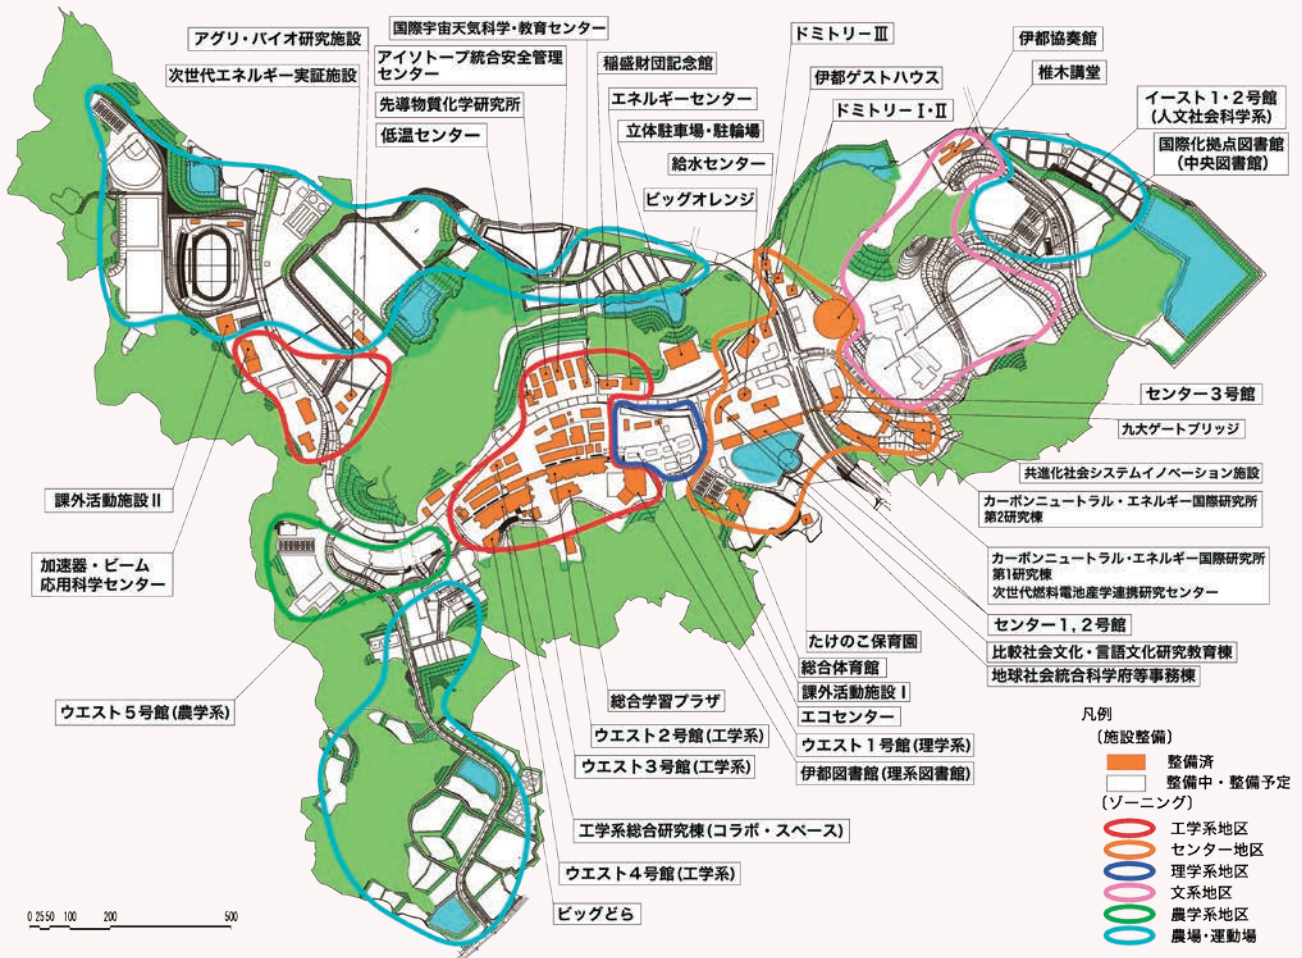 国際宇宙天気科学・教育センター
アグリ・バイオ研究施設
アイソトープ統合安全管理
センター
次世代エネルギー実証施設
先導物質化学研究所
低温センター
稲盛財団記念館
エネルギーセンター
立体駐車場・駐輪場
給水センター
ビッグオレンジ
ドミトリーⅢ
伊都ゲストハウス
ドミトリーⅠ・Ⅱ
伊都協奏館
椎木講堂
イースト1・2号館
(人文社会科学系)
国際化拠点図書館
(中央図書館)
センター3号館
九大ゲートブリッジ
共進化社会システムイノベーション施設
カーボンニュートラル・エネルギー国際研究所
第2研究棟
カーボンニュートラル・エネルギー国際研究所
第1研究棟
次世代燃料電池産学連携研究センター
センター1,2号館
比較社会文化・言語文化研究教育棟
地球社会統合科学府等事務棟
課外活動施設Ⅱ
加速器・ビーム
応用科学センター
ウエスト5号館(農学系)
たけのこ保育園
総合体育館
課外活動施設Ⅰ
エコセンター
ウエスト1号館(理学系)
伊都図書館(理系図書館)
総合学習プラザ
ウエスト2号館(工学系)
ウエスト3号館(工学系)
工学系総合研究棟(コラボ・スペース)
ウエスト4号館(工学系)
ビッグどら
凡例
〔施設整備〕
整備済
整備中・整備予定
〔ゾーニング〕
工学系地区
センター地区
理学系地区
文系地区
農学系地区
農場・運動場
0 25 50 100 200 500